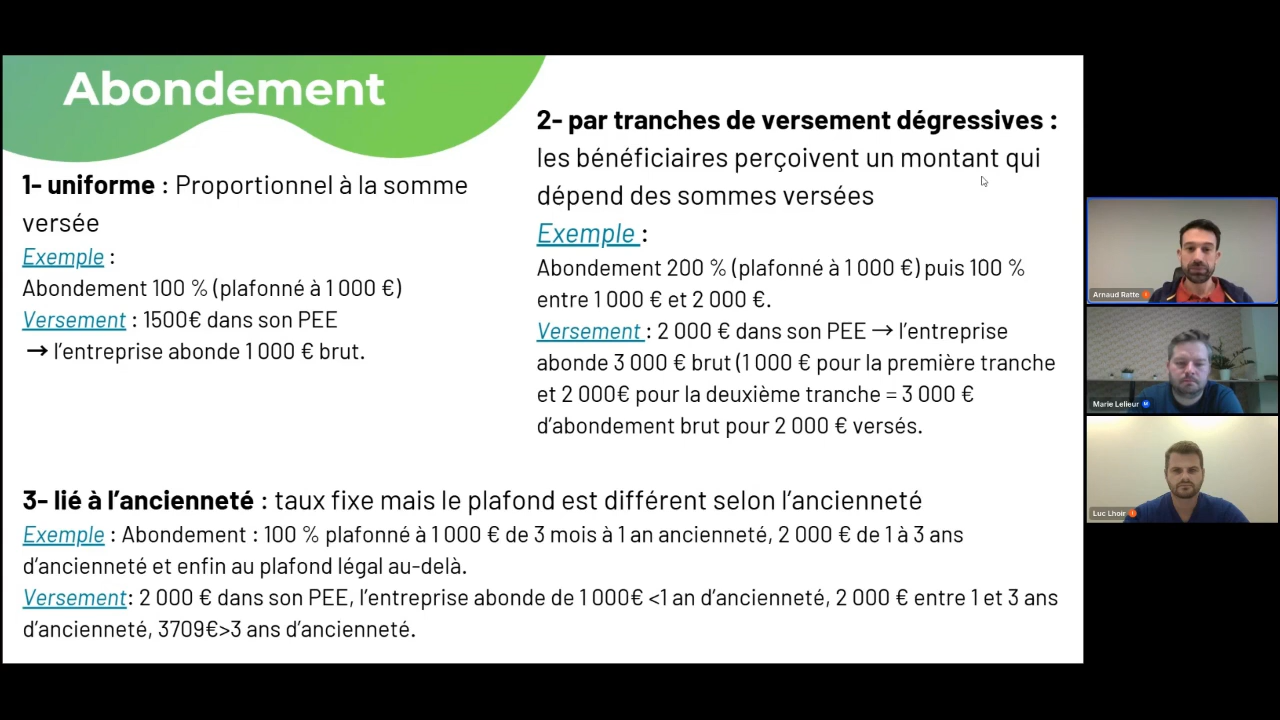 Abondement
1- uniforme : Proportionnel à la somme
versée
Exemple :
Abondement 100 % (plafonné à 1 000 €)
Versement : 1500€ dans son PEE
→ l’entreprise abonde 1 000 € brut.
2- par tranches de versement dégressives :
les bénéficiaires perçoivent un montant qui
dépend des sommes versées
Exemple :
Abondement 200 % (plafonné à 1 000 €) puis 100 %
entre 1 000 € et 2 000 €.
Versement : 2 000 € dans son PEE → l’entreprise
abonde 3 000 € brut (1 000 € pour la première tranche
et 2 000€ pour la deuxième tranche = 3 000 €
d’abondement brut pour 2 000 € versés.
3- lié à l’ancienneté : taux fixe mais le plafond est différent selon l’ancienneté
Exemple : Abondement : 100 % plafonné à 1 000 € de 3 mois à 1 an ancienneté, 2 000 € de 1 à 3 ans
d’ancienneté et enfin au plafond légal au-delà.
Versement: 2 000 € dans son PEE, l’entreprise abonde de 1 000€ <1 an d’ancienneté, 2 000 € entre 1 et 3 ans
d’ancienneté, 3709€>3 ans d’ancienneté.
Arnaud Ratte
Marie Lelieur
Luc Lhoir